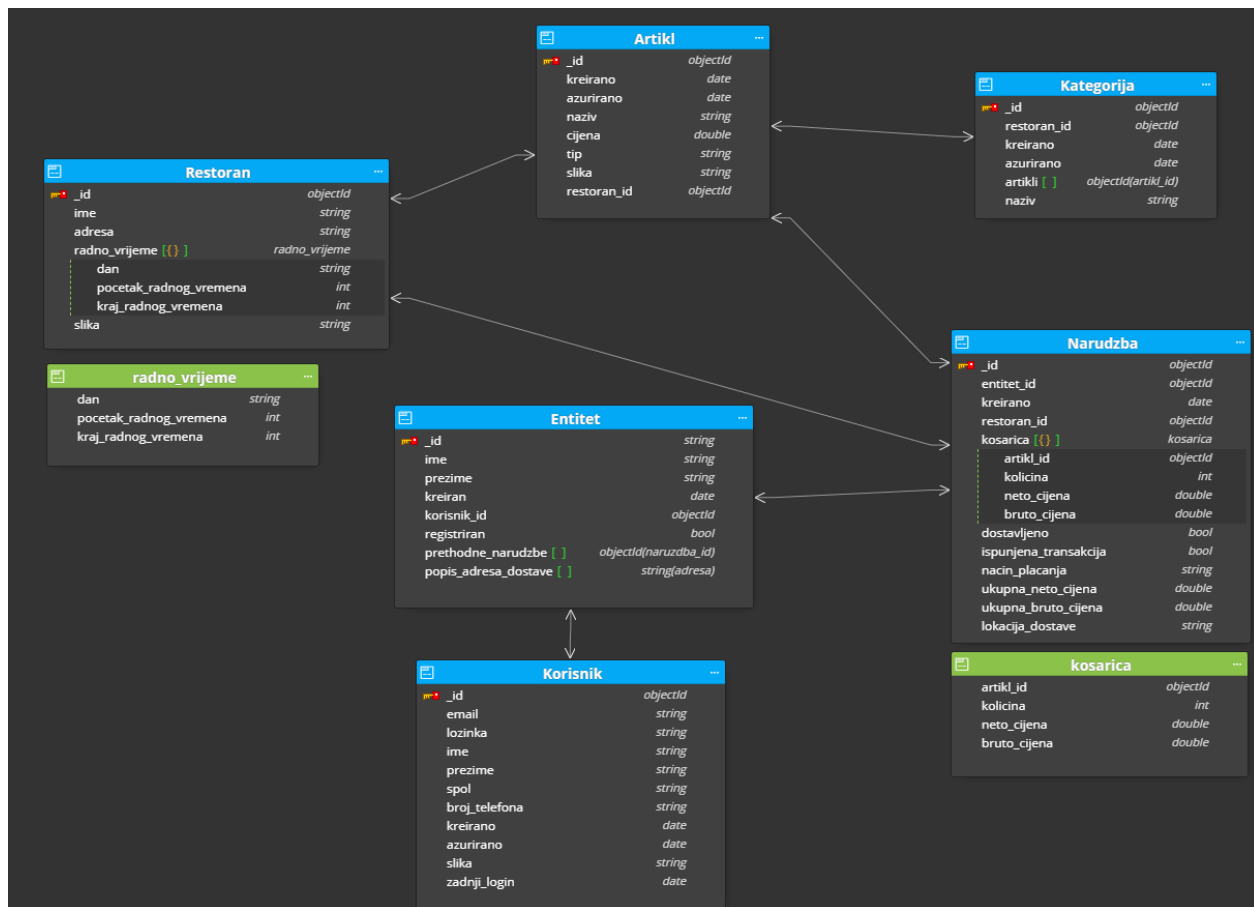 Artikl ...
_id objectId
kreirano date
azurirano date
naziv string
cijena double
tip string
slika string
restoran_id objectId
Kategorija ...
_id objectId
restoran_id objectId
kreirano date
azurirano date
artikli [ ] objectId(artikl_id)
naziv string
Restoran ...
_id objectId
ime string
adresa string
radno_vrijeme [{} ] radno_vrijeme
dan string
pocetak_radnog_vremena int
kraj_radnog_vremena int
slika string
radno_vrijeme ...
dan string
pocetak_radnog_vremena int
kraj_radnog_vremena int
Entitet ...
_id string
ime string
prezime string
kreiran date
korisnik_id objectId
registriran bool
prethodne_narudzbe [ ] objectId(naruzdba_id)
popis_adresa_dostave [ ] string(adresa)
Narudzba ...
_id objectId
entitet_id objectId
kreirano date
restoran_id objectId
kosarica [{} ] kosarica
artikl_id objectId
kolicina int
neto_cijena double
bruto_cijena double
dostavljeno bool
ispunjena_transakcija bool
nacin_placanja string
ukupna_neto_cijena double
ukupna_bruto_cijena double
lokacija_dostave string
kosarica ...
artikl_id objectId
kolicina int
neto_cijena double
bruto_cijena double
Korisnik ...
_id objectId
email string
lozinka string
ime string
prezime string
spol string
broj_telefona string
kreirano date
azurirano date
slika string
zadnji_login date